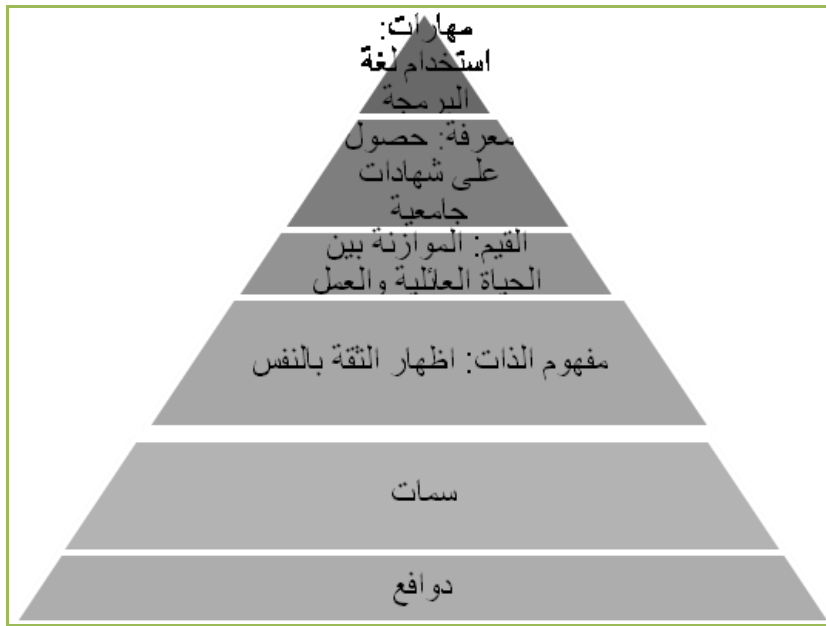 مهارات:
استخدام لغة
البرمجة
معرفة: حصول
على شهادات
جامعية
القيم: الموازنة بين
الحياة العائلية والعمل
مفهوم الذات: اظهار الثقة بالنفس
سمات
دوافع